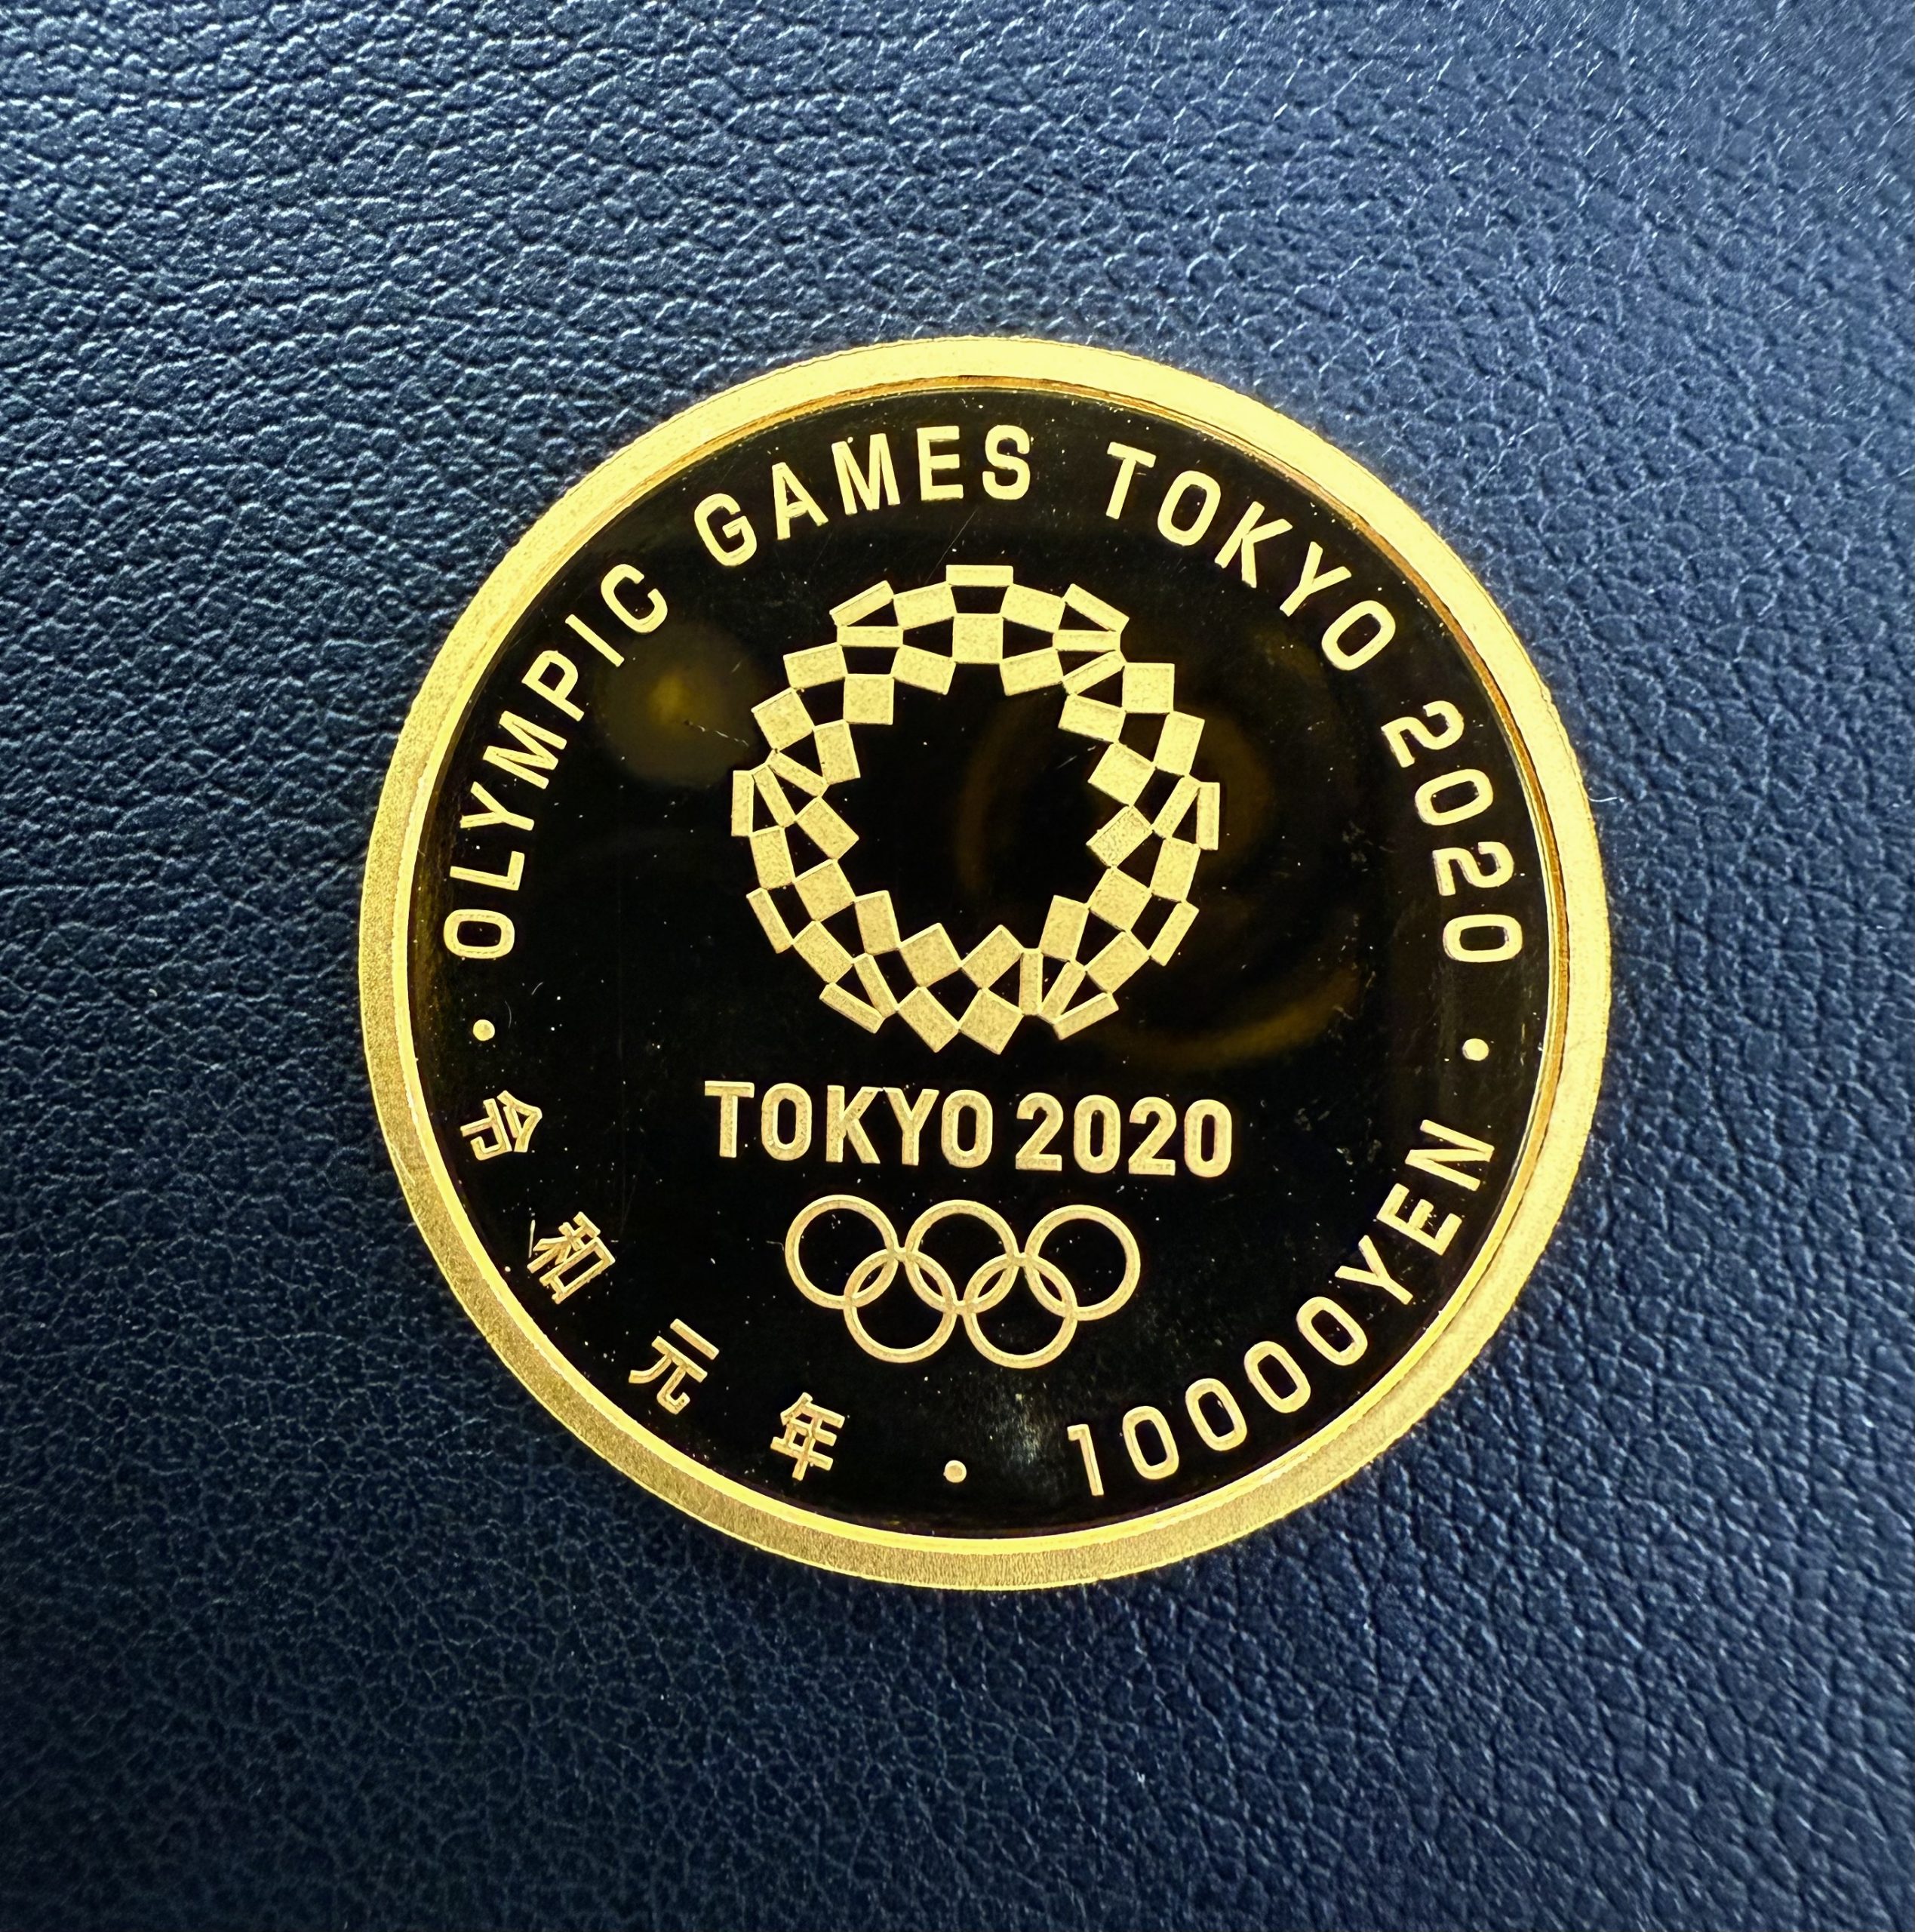 OLYMPIC GAMES TOKYO 2020
TOKYO 2020
令和元年 · 10000YEN